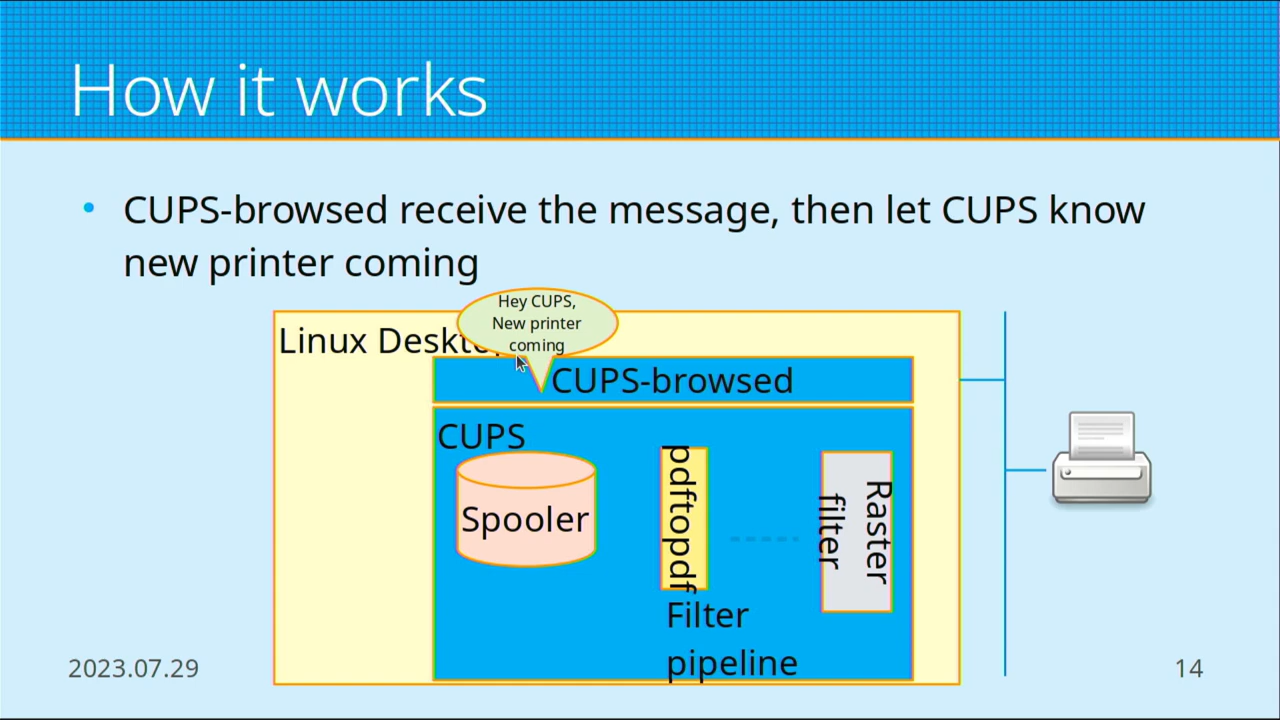 How it works
• CUPS-browsed receive the message, then let CUPS know
new printer coming
Hey CUPS,
New printer
coming
Linux Deskto
CUPS-browsed
CUPS
Spooler
pdftopdf
Raster
filter
Filter
pipeline
2023.07.29
14